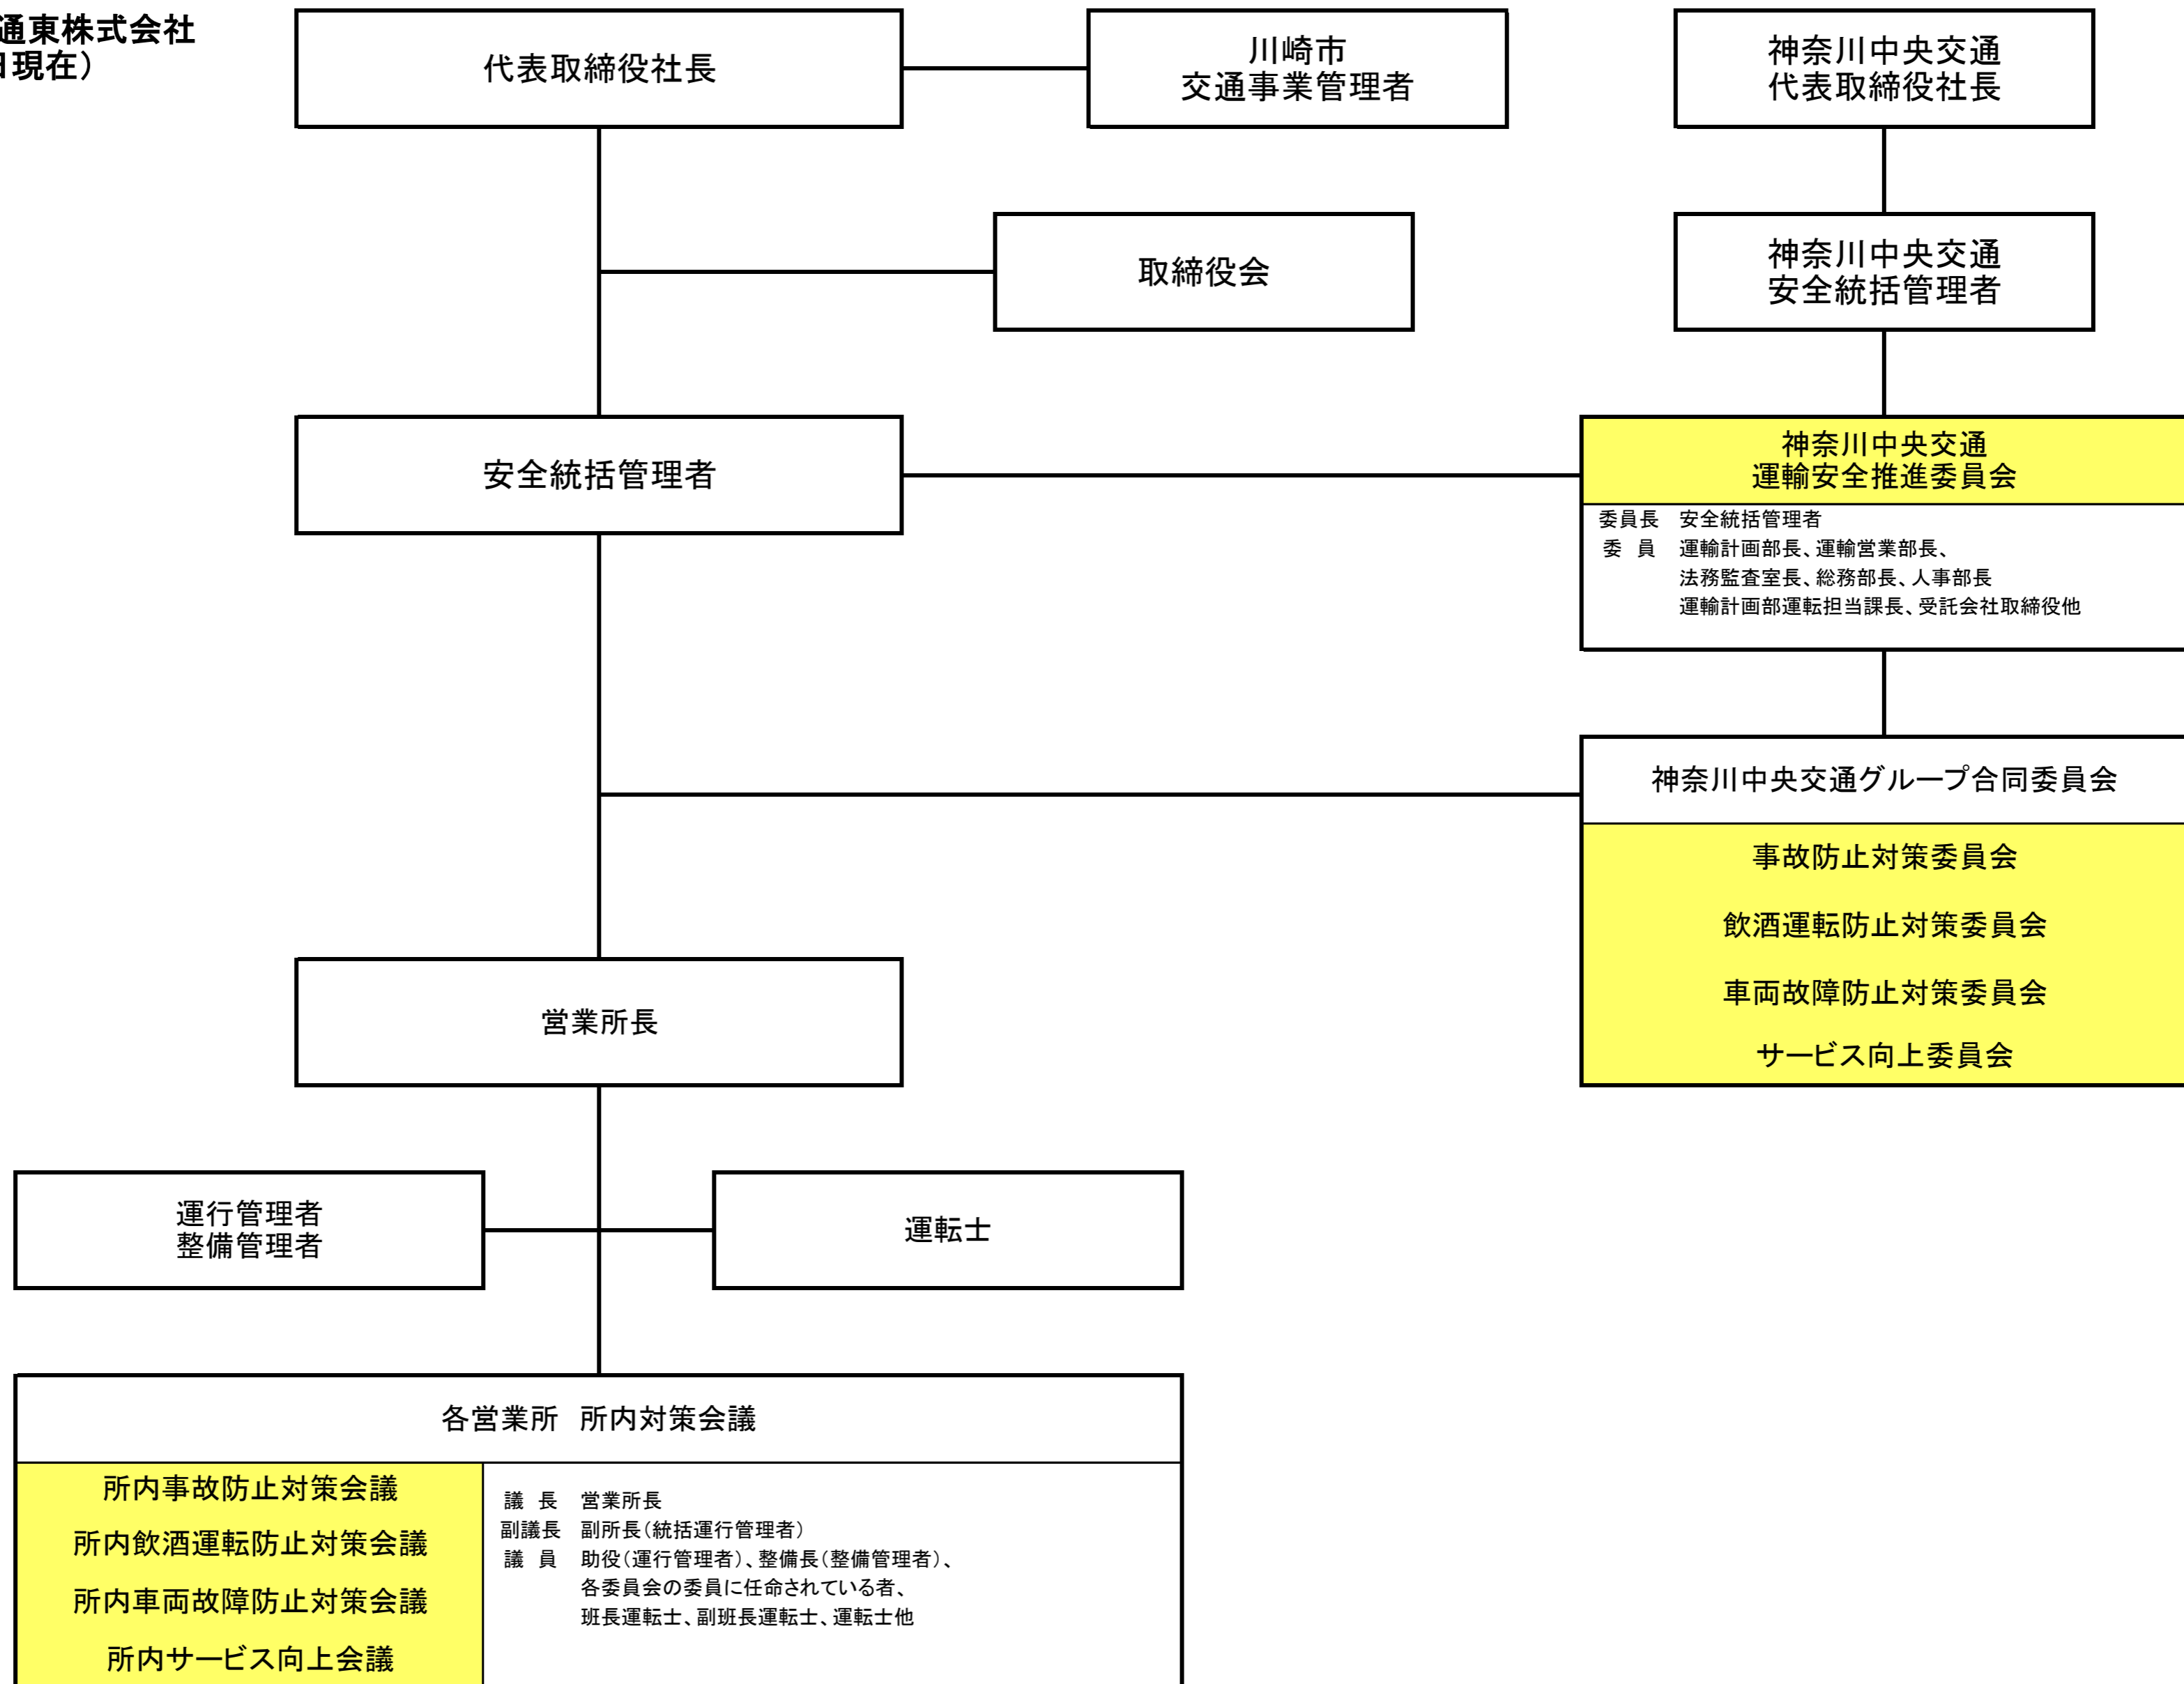 通東株式会社
日現在）
代表取締役社長
川崎市
交通事業管理者
神奈川中央交通
代表取締役社長
取締役会
神奈川中央交通
安全統括管理者
安全統括管理者
神奈川中央交通
運輸安全推進委員会
委員長　安全統括管理者
委　員　運輸計画部長、運輸営業部長、
法務監査室長、総務部長、人事部長
運輸計画部運転担当課長、受託会社取締役他
神奈川中央交通グループ合同委員会
事故防止対策委員会
飲酒運転防止対策委員会
車両故障防止対策委員会
サービス向上委員会
営業所長
運行管理者
整備管理者
運転士
各営業所　所内対策会議
所内事故防止対策会議
所内飲酒運転防止対策会議
所内車両故障防止対策会議
所内サービス向上会議
議　長　営業所長
副議長　副所長（統括運行管理者）
議　員　助役（運行管理者）、整備長（整備管理者）、
各委員会の委員に任命されている者、
班長運転士、副班長運転士、運転士他